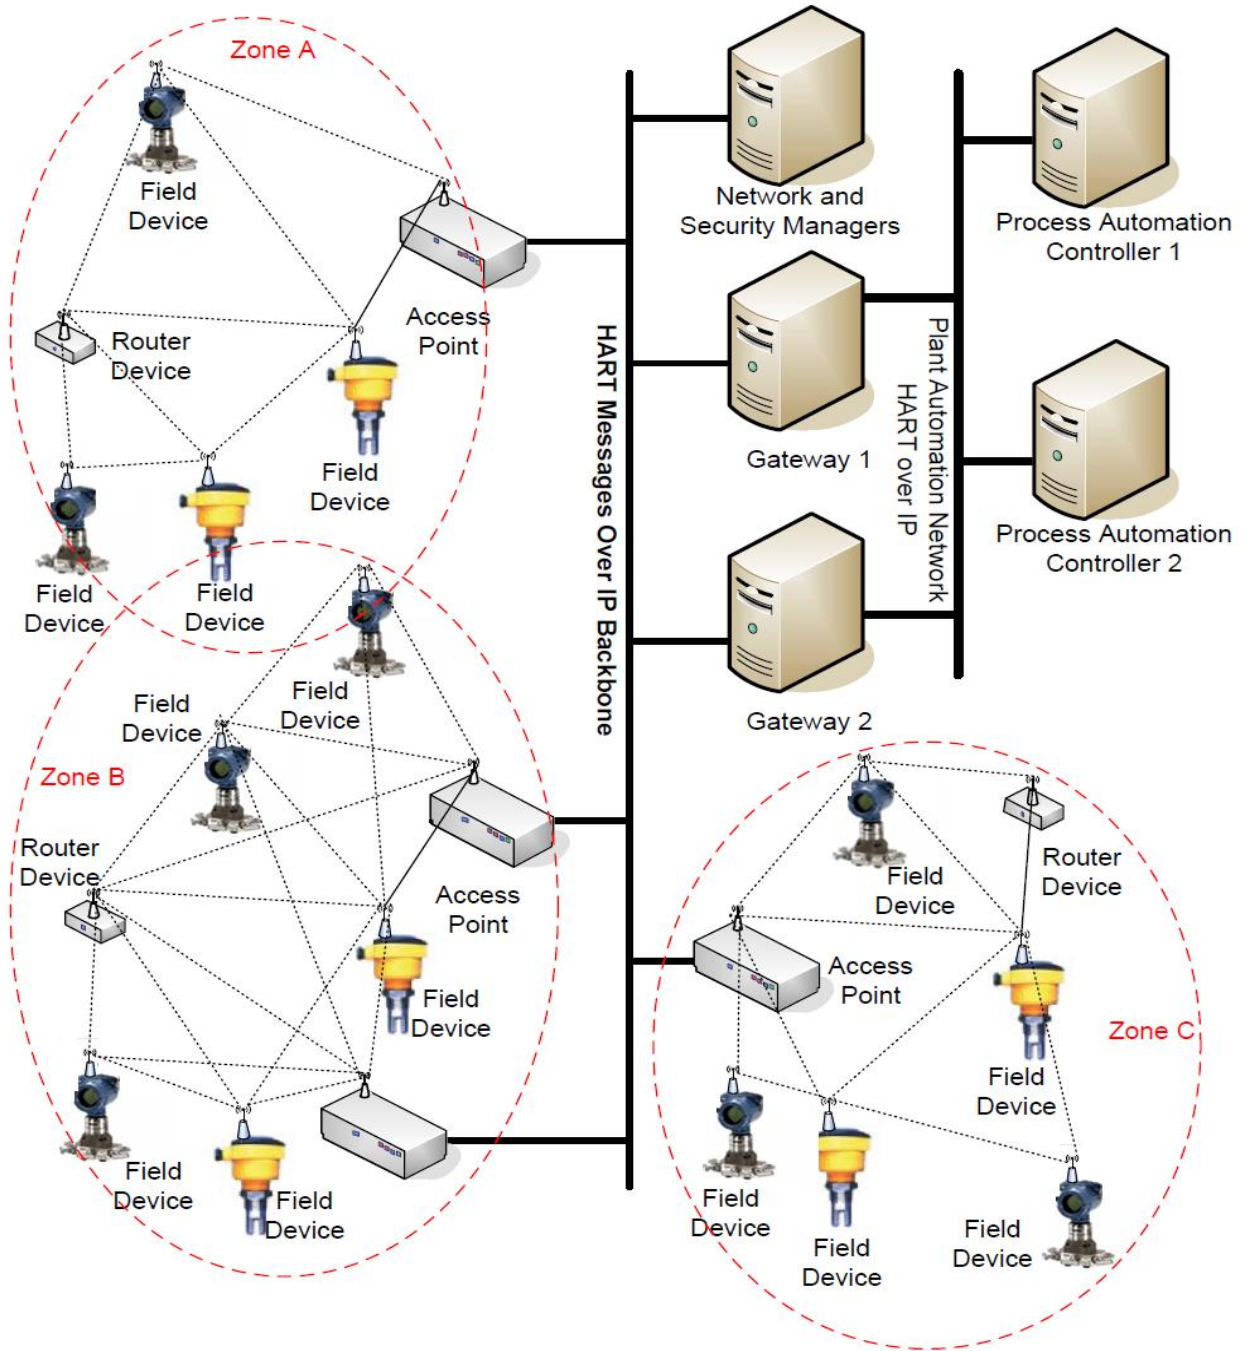 Zone A
Field
Device
Access
Point
Router
Device
Field
Device
Field
Device
Field
Device
HART Messages Over IP Backbone
Network and
Security Managers
Gateway 1
Gateway 2
Plant Automation Network
HART over IP
Process Automation
Controller 1
Process Automation
Controller 2
Zone B
Field
Device
Field
Device
Router
Device
Access
Point
Field
Device
Field
Device
Field
Device
Zone C
Field
Device
Router
Device
Access
Point
Field
Device
Field
Device
Field
Device
Field
Device